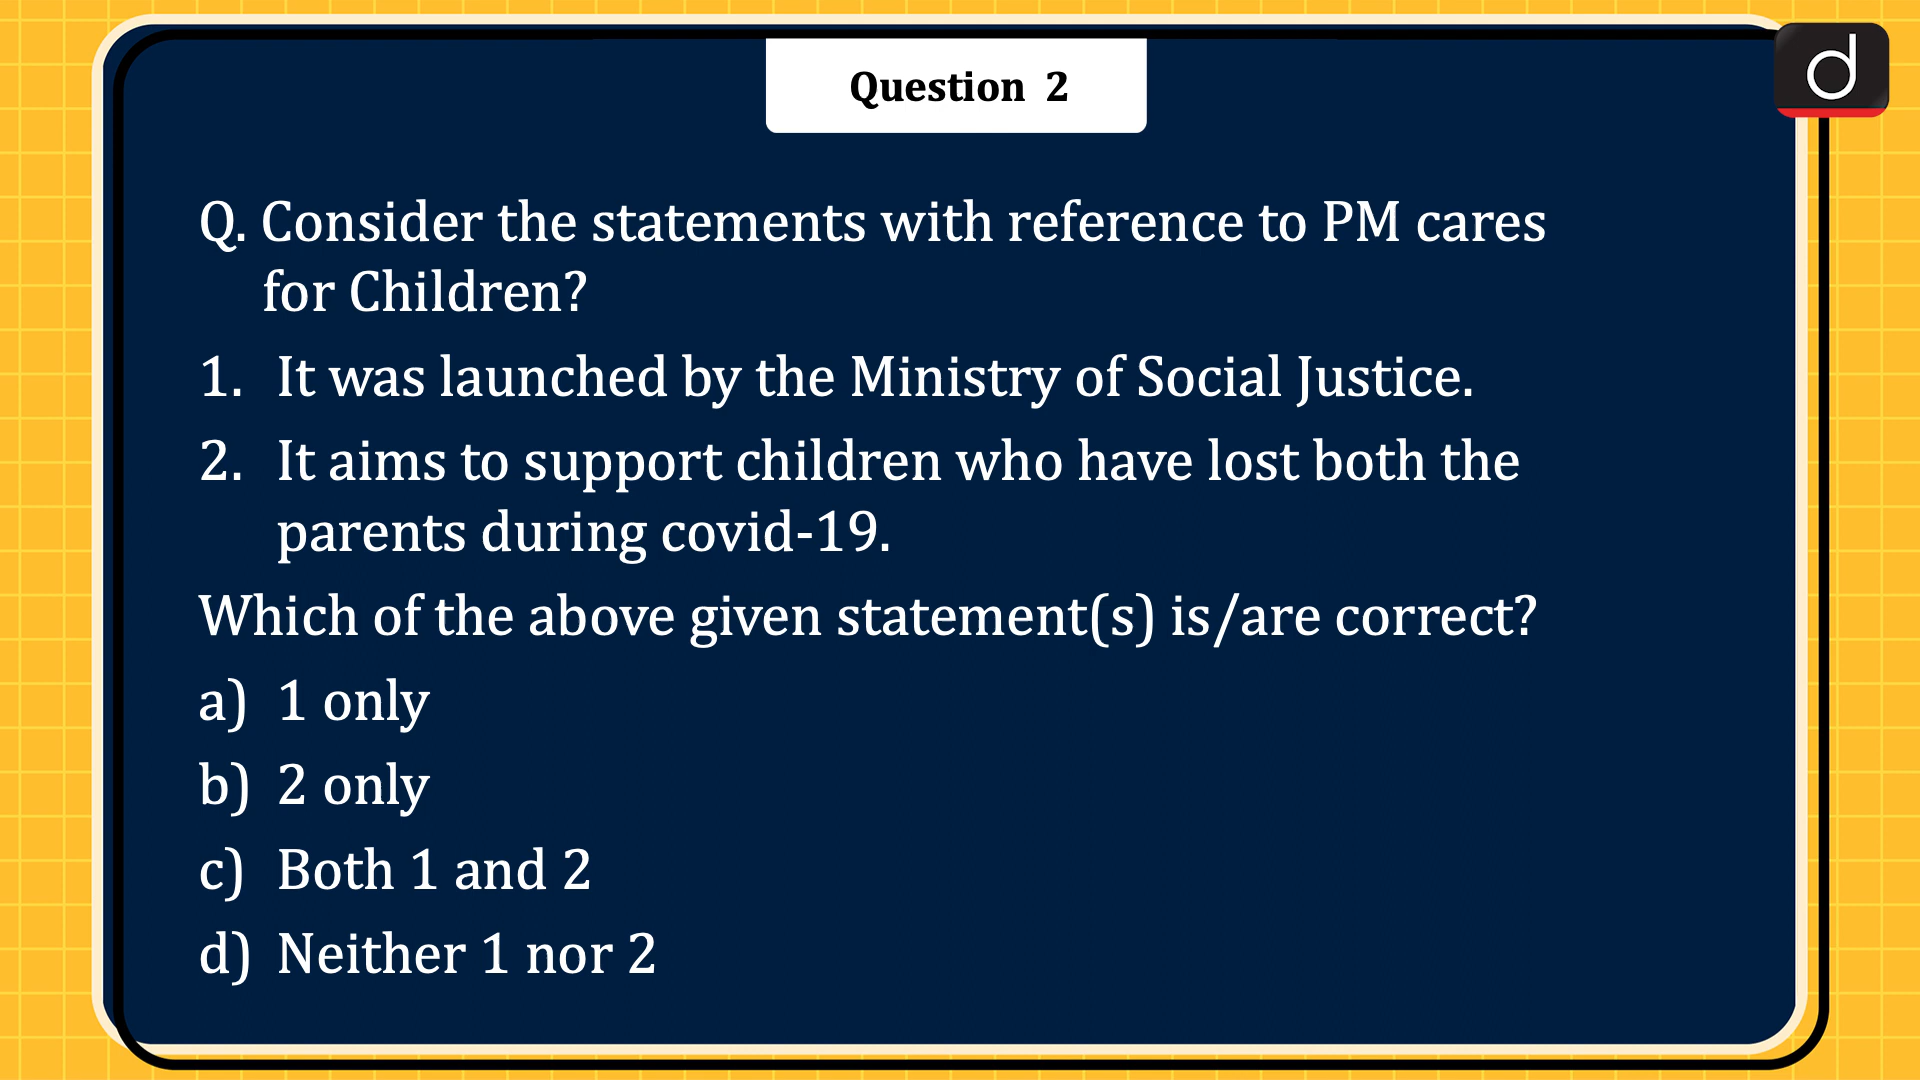 Question 2
Q. Consider the statements with reference to PM cares
for Children?
1. It was launched by the Ministry of Social Justice.
2. It aims to support children who have lost both the
parents during covid-19.
Which of the above given statement(s) is/are correct?
a) 1 only
b) 2 only
c) Both 1 and 2
d) Neither 1 nor 2